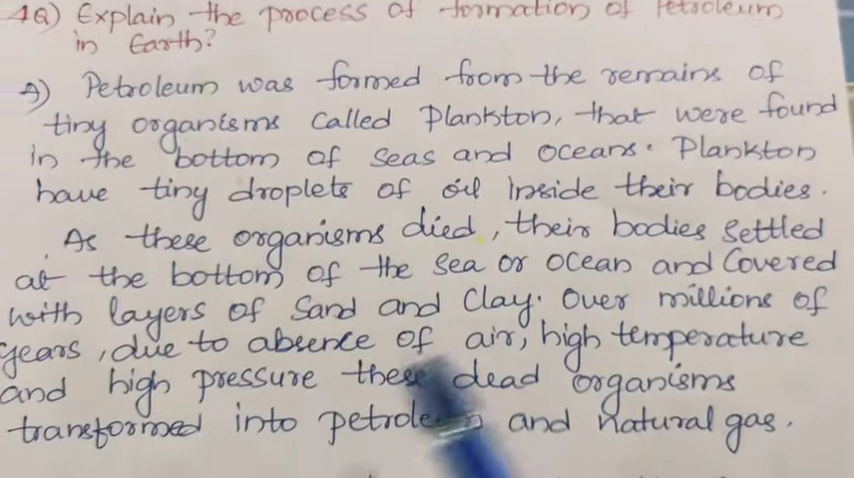 4Q) Explain the process of formation of Petroleum
in Earth?
A) Petroleum was formed from the remains of
tiny organisms called Plankton, that were found
in the bottom of seas and oceans. Plankton
have tiny droplets of oil inside their bodies.
As these organisms died, their bodies settled
at the bottom of the sea or ocean and Covered
with layers of Sand and Clay. Over millions of
years, due to absence of air, high temperature
and high pressure these dead organisms
transformed into petroleum and natural gas.